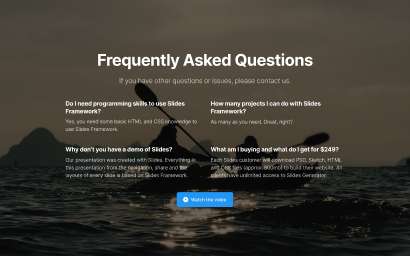 Frequently Asked Questions
If you have other questions or issues, please contact us.
Do I need programming skills to use Slides
Framework?
Yes, you need some basic HTML and CSS knowledge to
use Slides Framework.
How many projects I can do with Slides
Framework?
As many as you need. Great, right?
Why don't you have a demo of Slides?
Our presentation was created with Slides. Everything in
this presentation from the navigation, share and the
layouts of every slide is based on Slides Framework.
What am I buying and what do I get for $249?
Each Slides customer will download PSD, Sketch, HTML
and CSS files (approx. 800mb) to build their website. All
clients have unlimited access to Slides Generator.
Watch the video